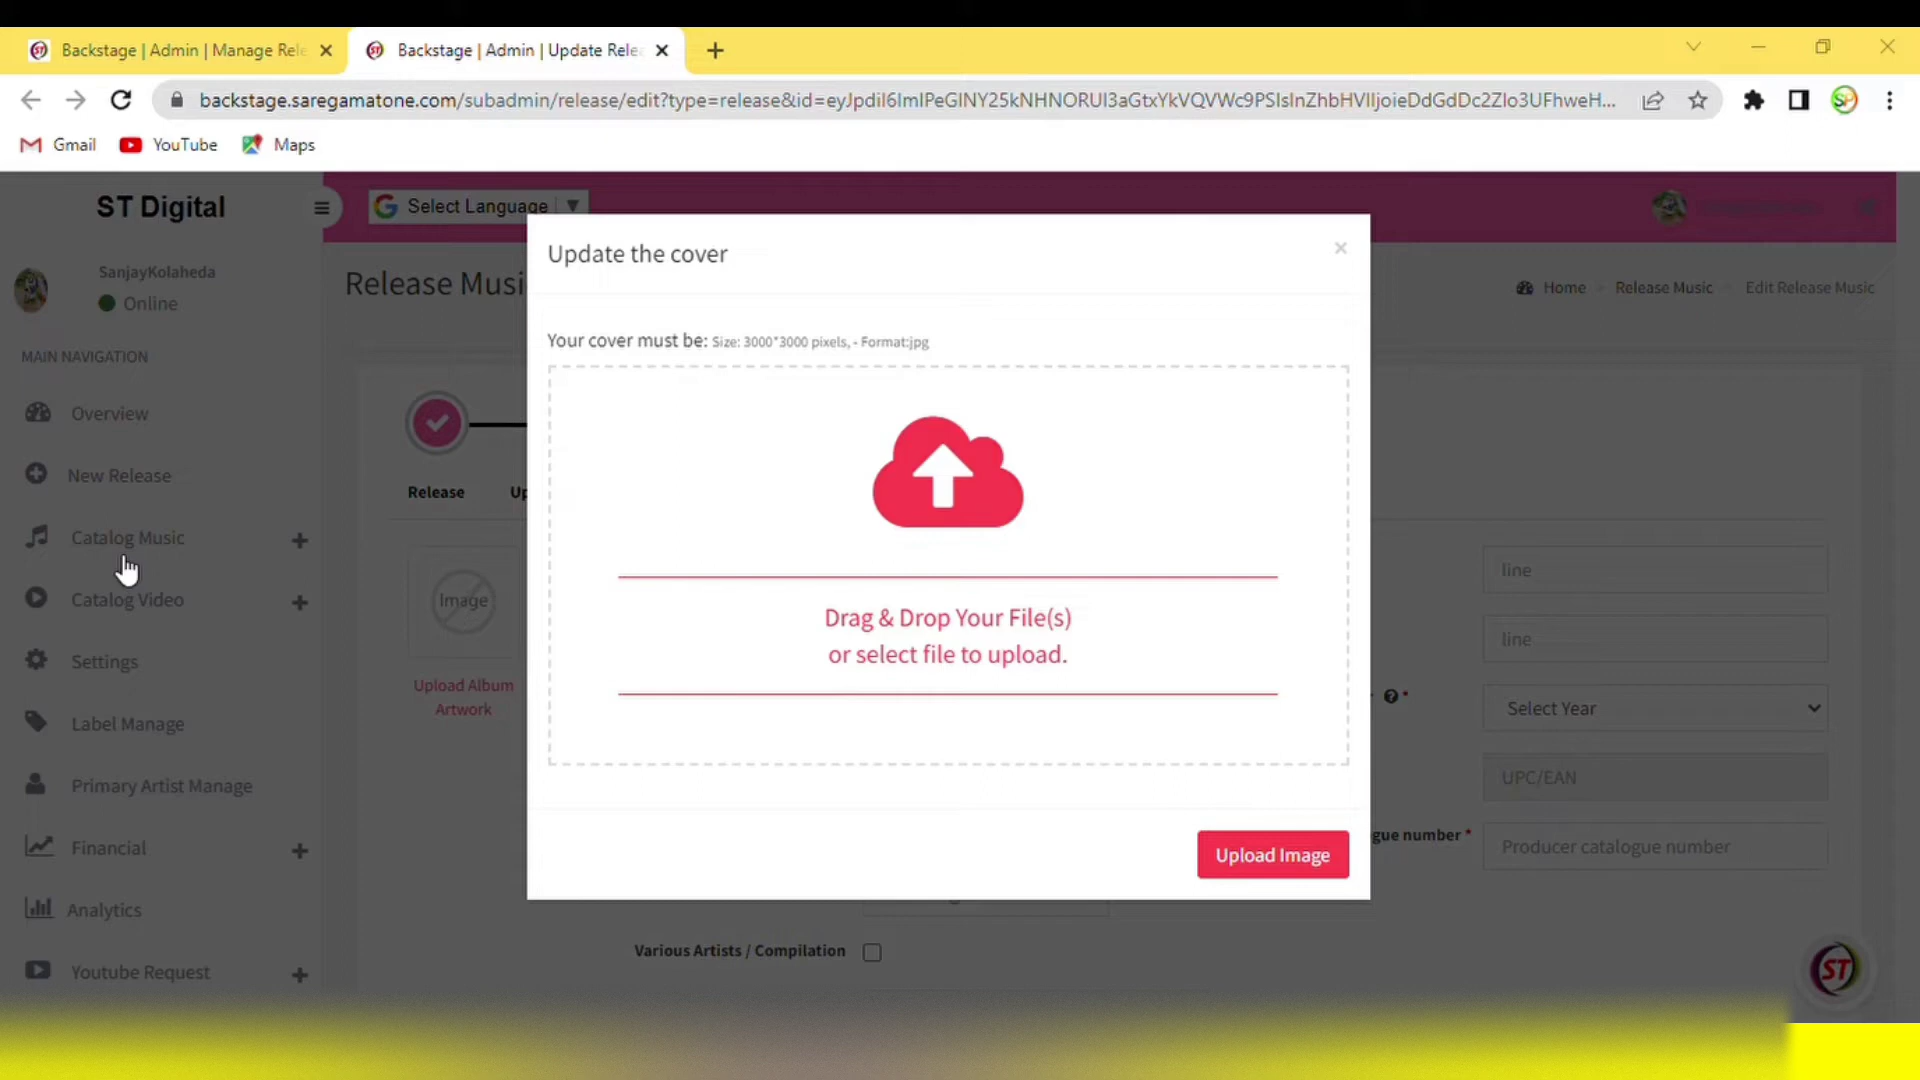 Backstage | Admin | Manage Rele
Backstage | Admin | Update Rele
backstage.saregamatone.com/subadmin/release/edit?type=release&id=
Gmail
YouTube
Maps
ST Digital
Select Language
SanjayKolaheda
Online
Release Musi
Home
Release Music
Edit Release Music
MAIN NAVIGATION
Overview
New Release
Catalog Music
Catalog Video
Settings
Label Manage
Primary Artist Manage
Financial
Analytics
Youtube Request
Release
Up
Image
Upload Album
Artwork
Update the cover
Your cover must be: Size: 3000*3000 pixels, - Format:jpg
Drag & Drop Your File(s)
or select file to upload.
Upload Image
line
line
*
Select Year
UPC/EAN
gue number *
Producer catalogue number
Various Artists / Compilation
ST